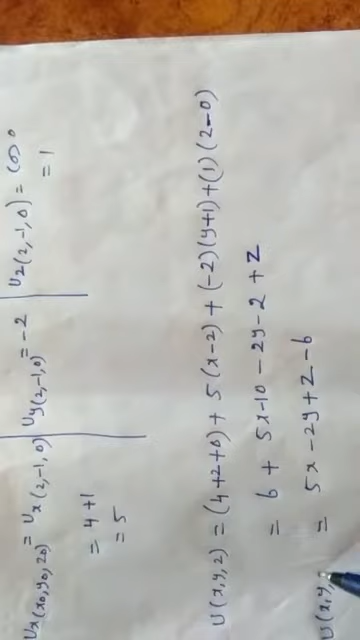 Ux(x0,y0,z0) = Ux(2,-1,0) | Uy(2,-1,0) = -2 | Uz(2,-1,0) = cos 0
= 4+1
= 5
= 1
U(x,y,z) = (4+2+0) + 5(x-2) + (-2)(y+1) + (1)(z-0)
= 6 + 5x-10 - 2y-2 + z
U(x,y, = 5x - 2y + z - 6